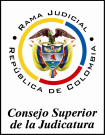 RAMA JUDICIAL
REPÚBLICA DE COLOMBIA
Consejo Superior
de la Judicatura